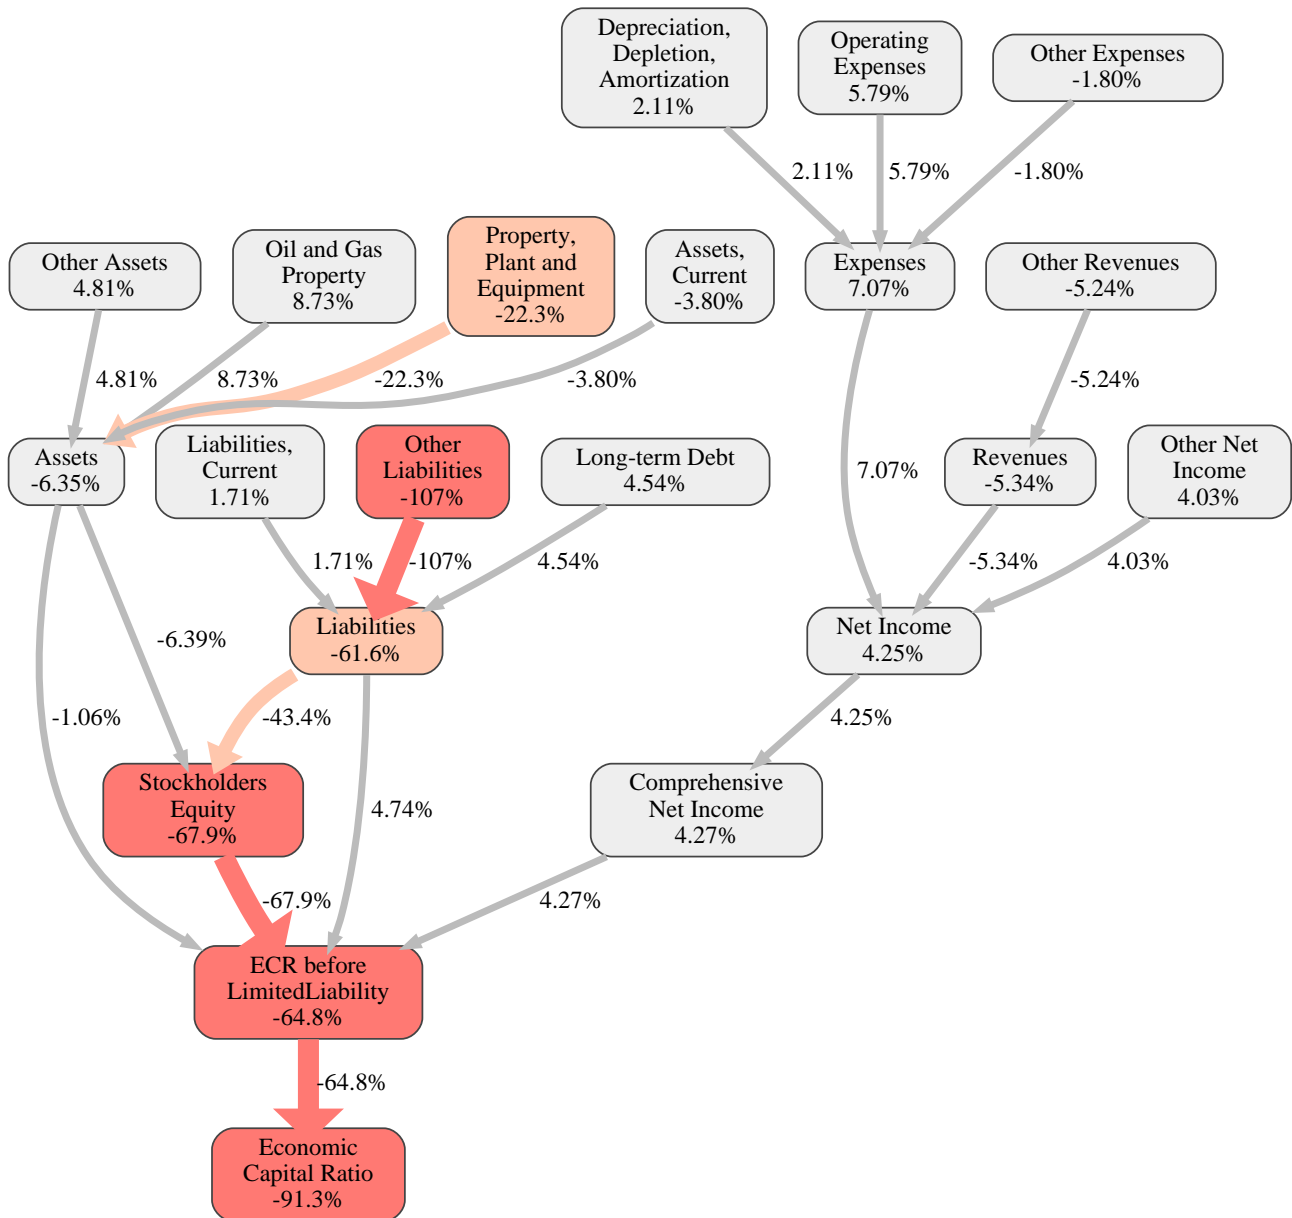 Depreciation,
Depletion,
Amortization
2.11%
Operating
Expenses
5.79%
Other Expenses
-1.80%
2.11%
5.79%
-1.80%
Other Assets
4.81%
Oil and Gas
Property
8.73%
Property,
Plant and
Equipment
-22.3%
Assets,
Current
-3.80%
Expenses
7.07%
Other Revenues
-5.24%
4.81%
8.73%
-22.3%
-3.80%
-5.24%
Assets
-6.35%
Liabilities,
Current
1.71%
Other
Liabilities
-107%
Long-term Debt
4.54%
7.07%
Revenues
-5.34%
Other Net
Income
4.03%
1.71%
-107%
4.54%
-5.34%
4.03%
-6.39%
Liabilities
-61.6%
Net Income
4.25%
-1.06%
-43.4%
4.25%
Stockholders
Equity
-67.9%
4.74%
Comprehensive
Net Income
4.27%
-67.9%
4.27%
ECR before
LimitedLiability
-64.8%
-64.8%
Economic
Capital Ratio
-91.3%